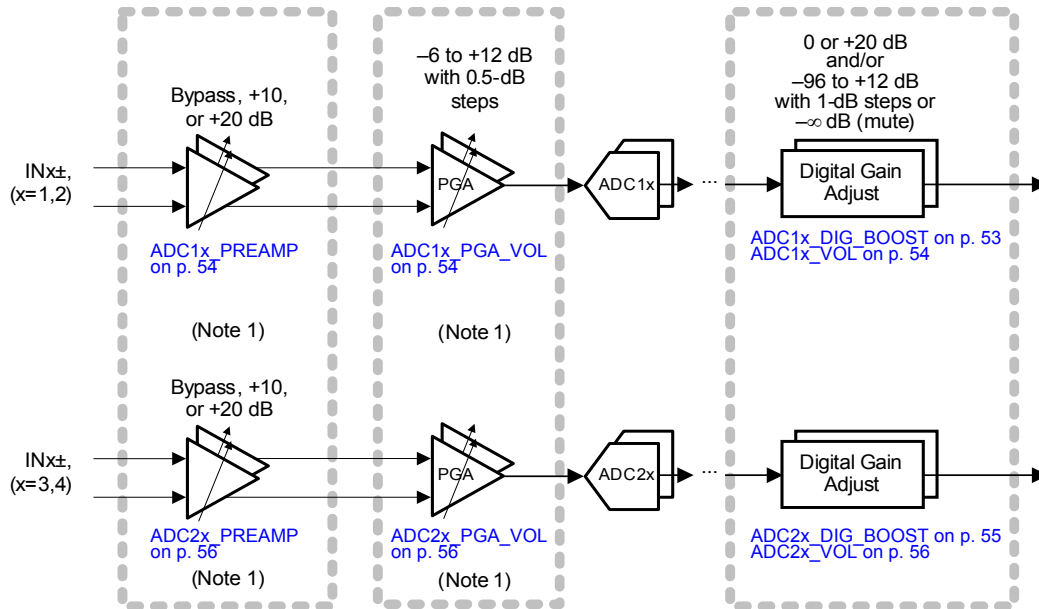 Bypass, +10,
or +20 dB
–6 to +12 dB
with 0.5-dB
steps
0 or +20 dB
and/or
–96 to +12 dB
with 1-dB steps or
–∞ dB (mute)
INx±,
(x=1,2)
PGA
ADC1x
...
Digital Gain
Adjust
ADC1x_PREAMP
on p. 54
ADC1x_PGA_VOL
on p. 54
ADC1x_DIG_BOOST on p. 53
ADC1x_VOL on p. 54
(Note 1)
(Note 1)
Bypass, +10,
or +20 dB
INx±,
(x=3,4)
PGA
ADC2x
...
Digital Gain
Adjust
ADC2x_PREAMP
on p. 56
ADC2x_PGA_VOL
on p. 56
ADC2x_DIG_BOOST on p. 55
ADC2x_VOL on p. 56
(Note 1)
(Note 1)